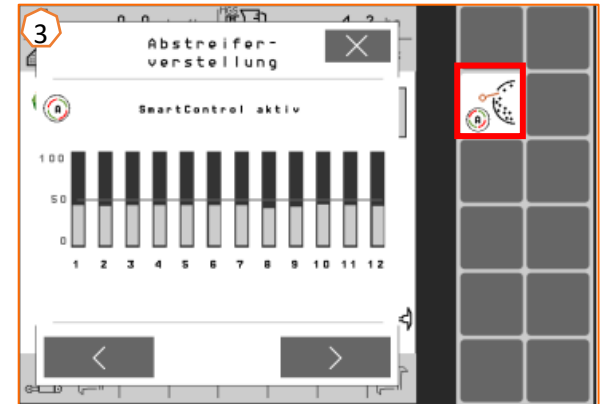 3
Abstreifer-
verstellung
A
SmartControl aktiv
100
50
0
1 2 3 4 5 6 7 8 9 10 11 12
A